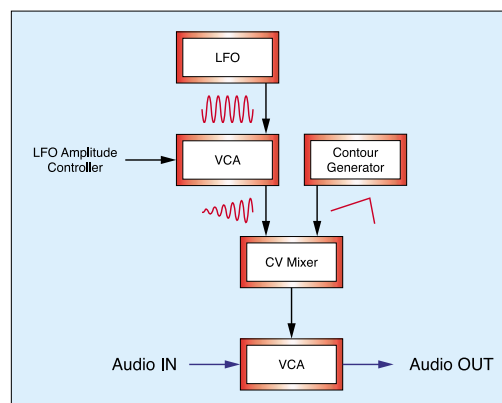 LFO
LFO Amplitude
Controller
VCA
Contour
Generator
CV Mixer
Audio IN
VCA
Audio OUT